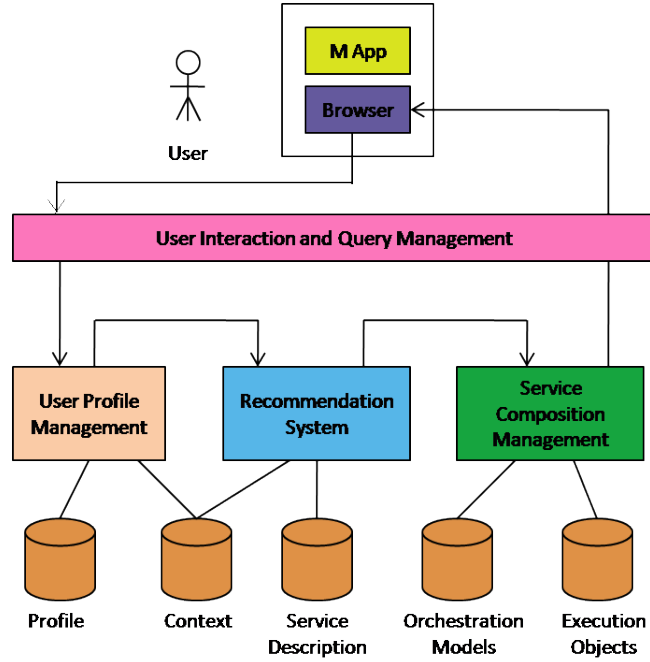 M App
Browser
User
User Interaction and Query Management
User Profile
Management
Recommendation
System
Service
Composition
Management
Profile
Context
Service
Description
Orchestration
Models
Execution
Objects